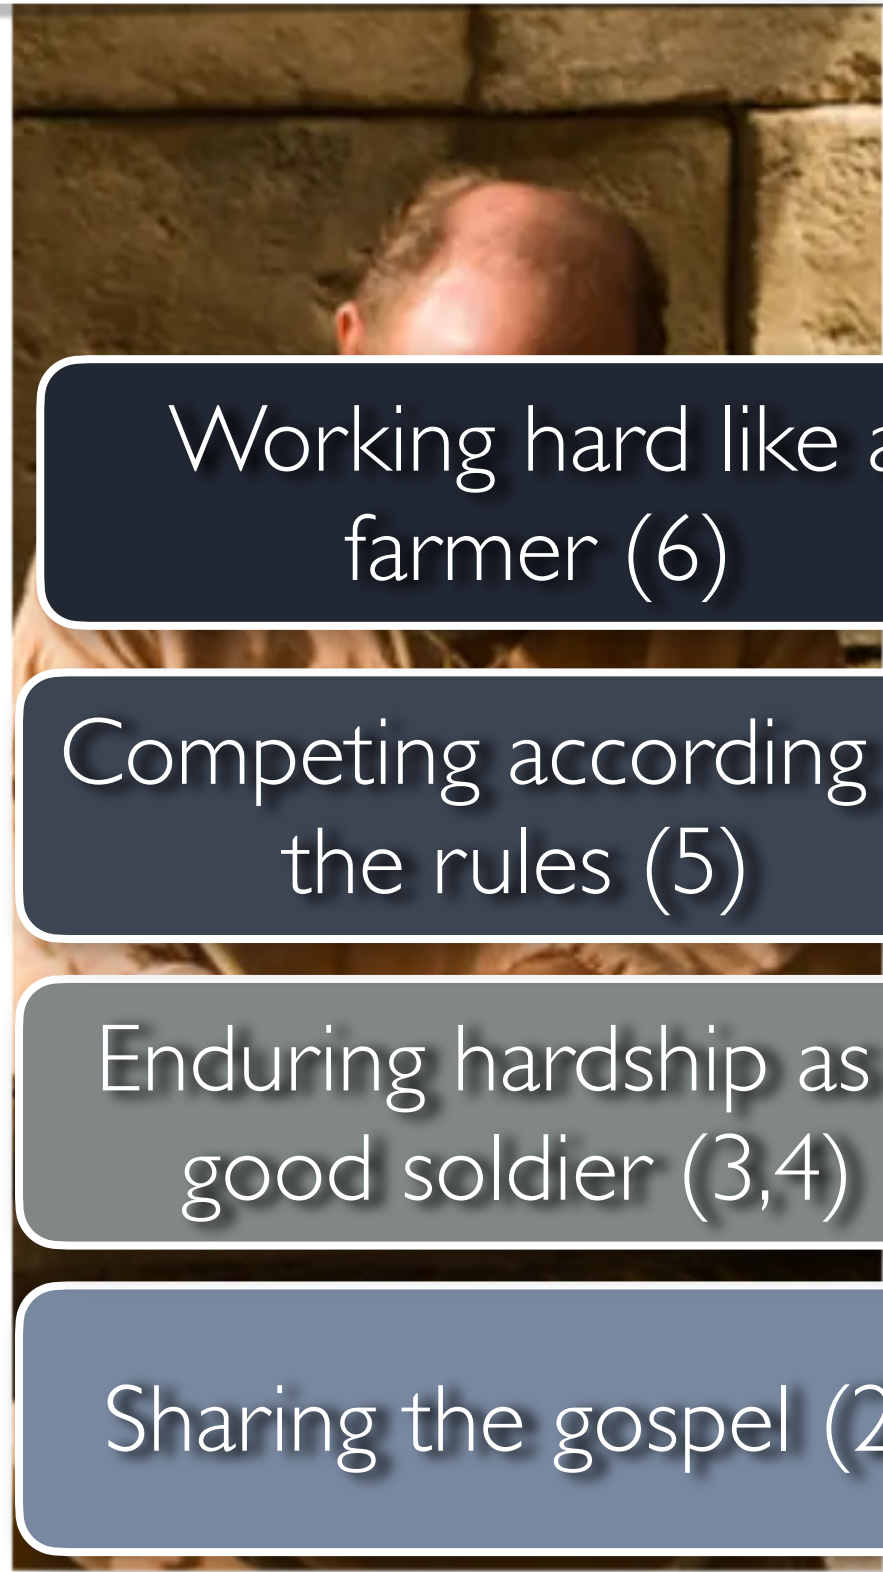 Working hard like a
farmer (6)
Competing according
the rules (5)
Enduring hardship as
good soldier (3,4)
Sharing the gospel (2